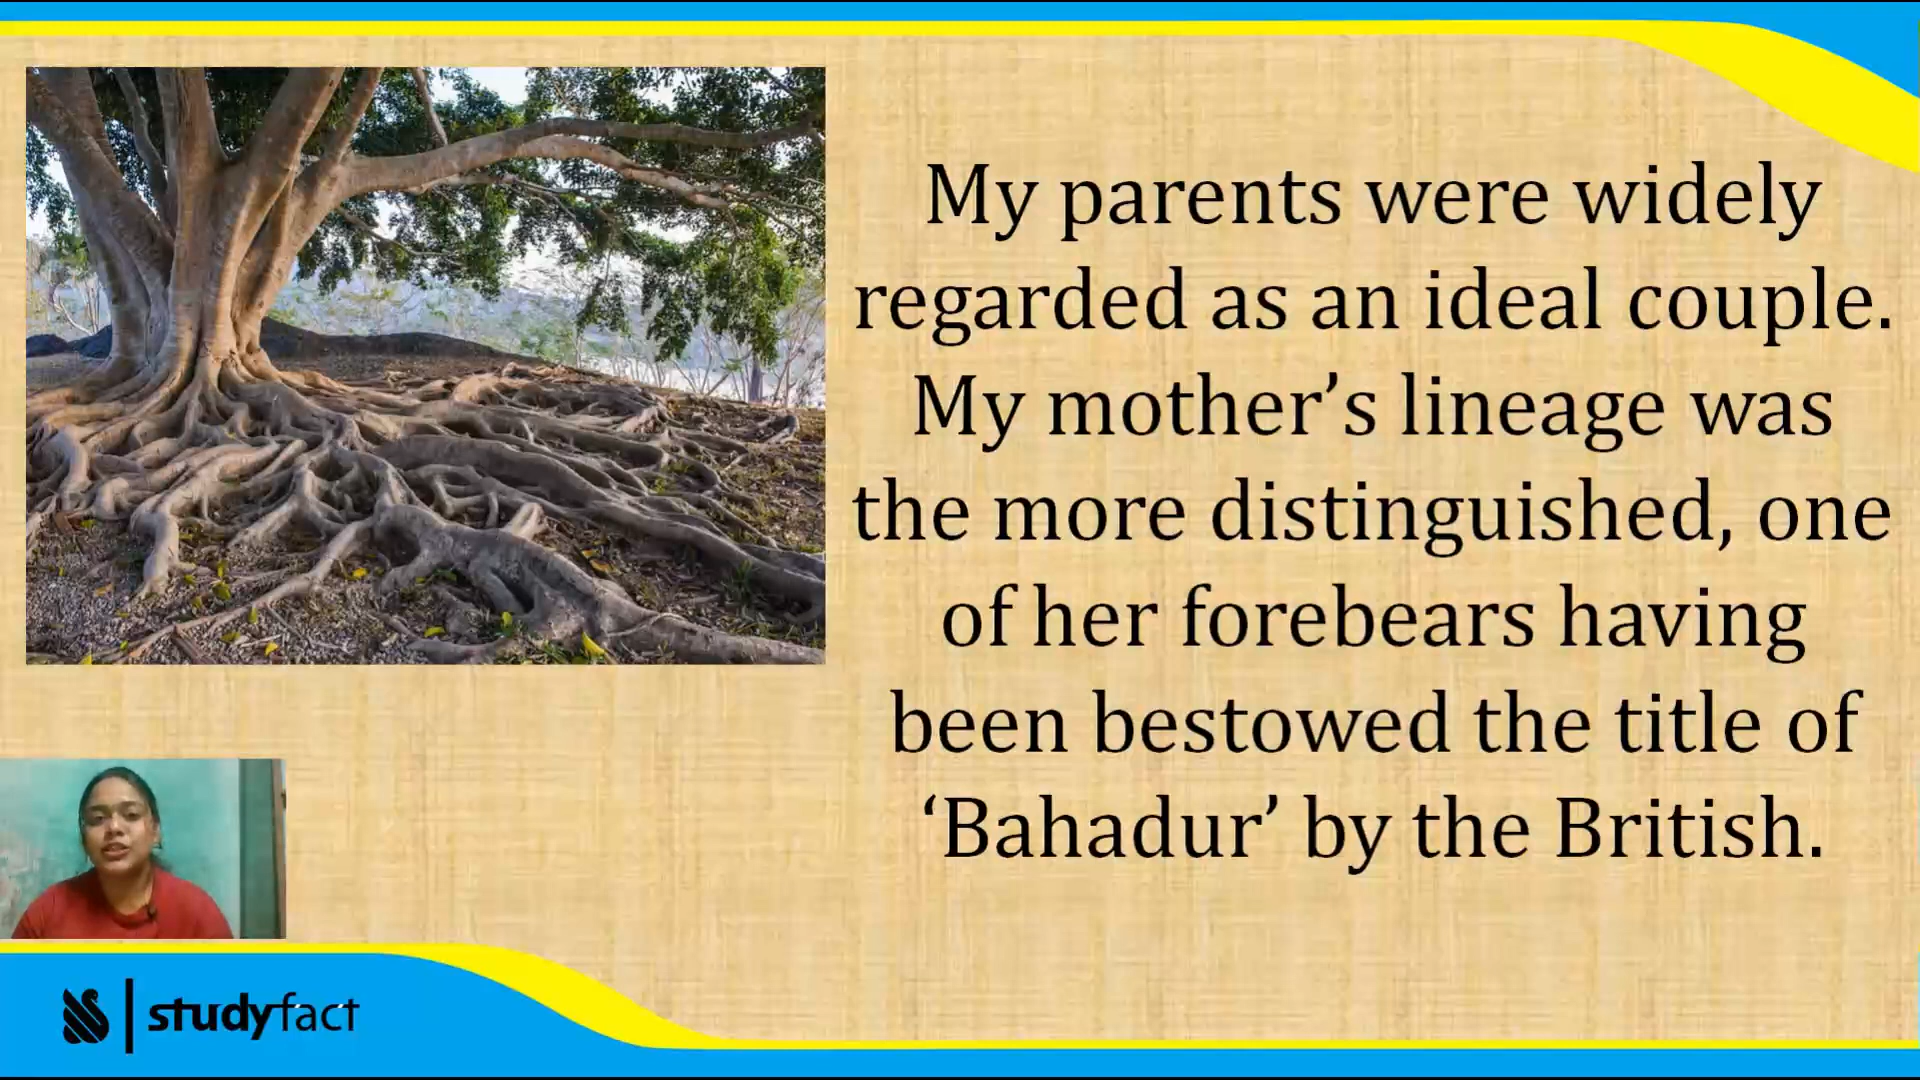 My parents were widely
regarded as an ideal couple.
My mother’s lineage was
the more distinguished, one
of her forebears having
been bestowed the title of
‘Bahadur’ by the British.
studyfact